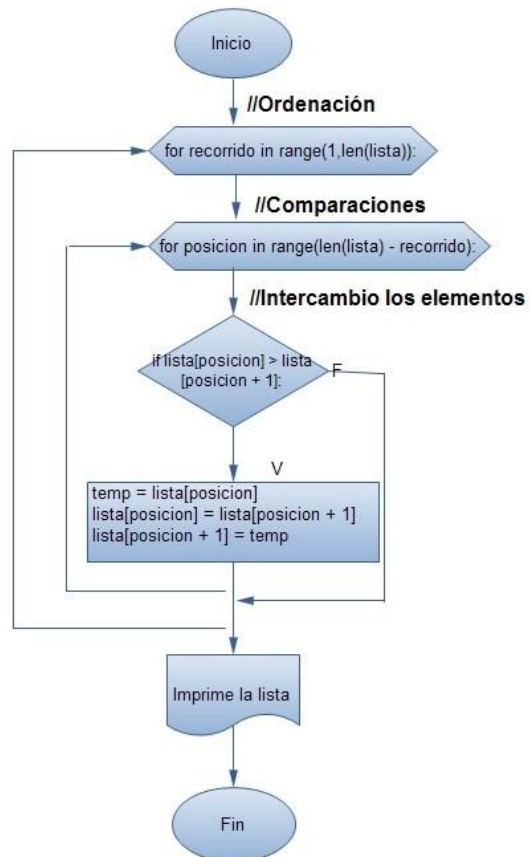 Inicio
//Ordenación
for recorrido in range(1,len(lista)):
//Comparaciones
for posicion in range(len(lista) - recorrido):
//Intercambio los elementos
if lista[posicion] > lista
[posicion + 1]:
F
V
temp = lista[posicion]
lista[posicion] = lista[posicion + 1]
lista[posicion + 1] = temp
Imprime la lista
Fin